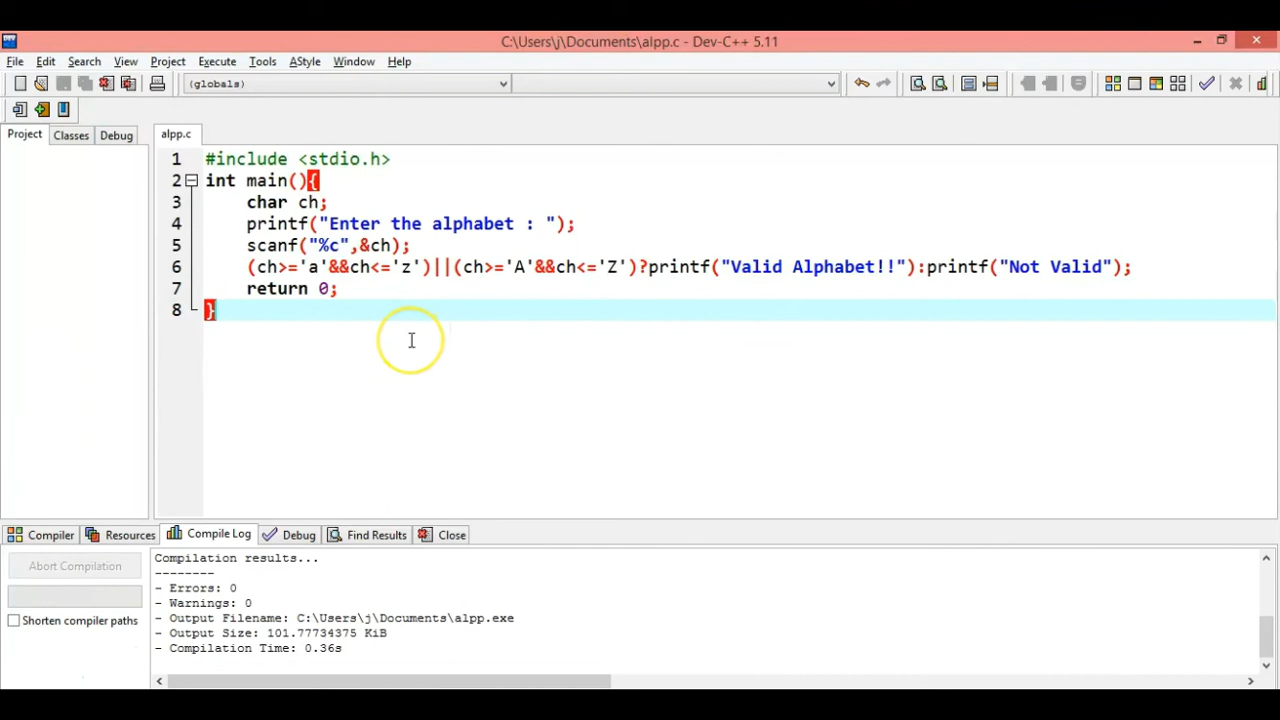 C:\Users\j\Documents\alpp.c - Dev-C++ 5.11
File Edit Search View Project Execute Tools AStyle Window Help
(globals)
Project Classes Debug alpp.c
1 #include <stdio.h>
2 int main(){
3 char ch;
4 printf("Enter the alphabet : ");
5 scanf("%c",&ch);
6 (ch>='a'&&ch<='z')||(ch>='A'&&ch<='Z')?printf("Valid Alphabet!!"):printf("Not Valid");
7 return 0;
8 }
Compiler Resources Compile Log Debug Find Results Close
Abort Compilation
Shorten compiler paths
Compilation results...
--------
- Errors: 0
- Warnings: 0
- Output Filename: C:\Users\j\Documents\alpp.exe
- Output Size: 101.77734375 KiB
- Compilation Time: 0.36s